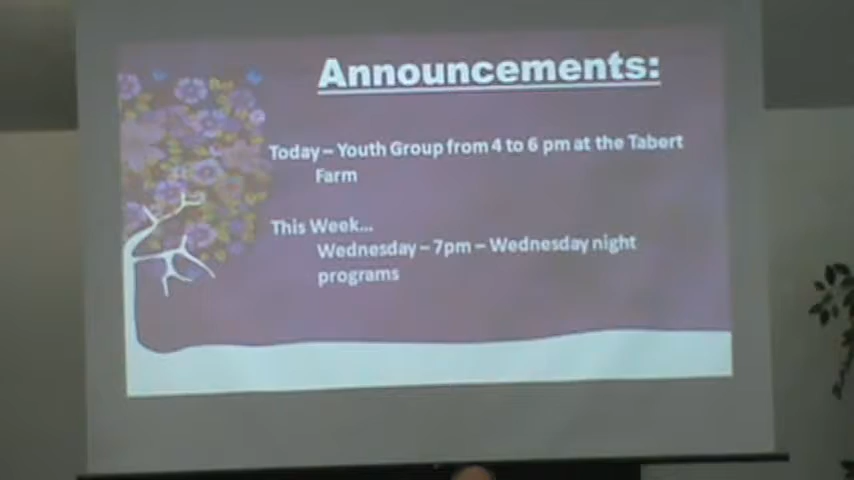 Announcements:
Today – Youth Group from 4 to 6 pm at the Tabert
Farm
This Week...
Wednesday – 7pm – Wednesday night
programs